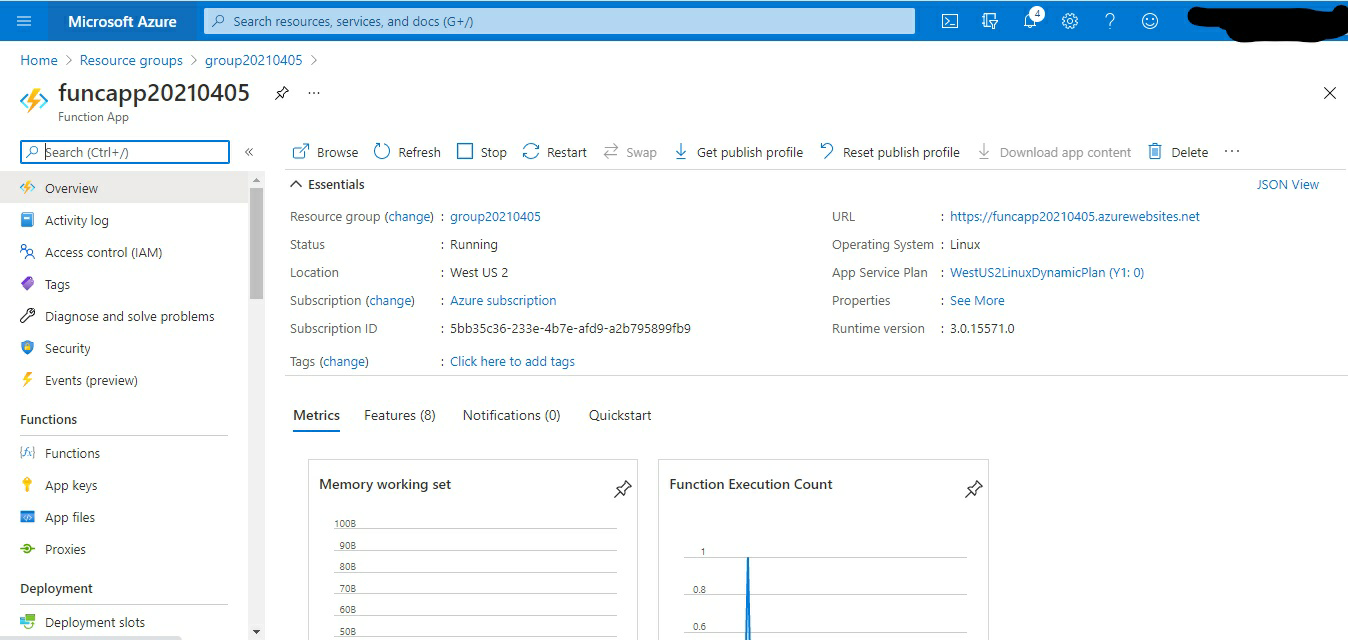 Microsoft Azure
Search resources, services, and docs (G+/)
4
Home > Resource groups > group20210405 >
funcapp20210405
Function App
Search (Ctrl+/)
«
Overview
Activity log
Access control (IAM)
Tags
Diagnose and solve problems
Security
Events (preview)
Functions
Functions
App keys
App files
Proxies
Deployment
Deployment slots
Browse Refresh Stop Restart Swap Get publish profile Reset publish profile Download app content Delete ...
Essentials
JSON View
Resource group (change) : group20210405
Status : Running
Location : West US 2
Subscription (change) : Azure subscription
Subscription ID : 5bb35c36-233e-4b7e-afd9-a2b795899fb9
Tags (change) : Click here to add tags
URL : https://funcapp20210405.azurewebsites.net
Operating System : Linux
App Service Plan : WestUS2LinuxDynamicPlan (Y1: 0)
Properties : See More
Runtime version : 3.0.15571.0
Metrics Features (8) Notifications (0) Quickstart
Memory working set
100B
90B
80B
70B
60B
50B
Function Execution Count
1
0.8
0.6